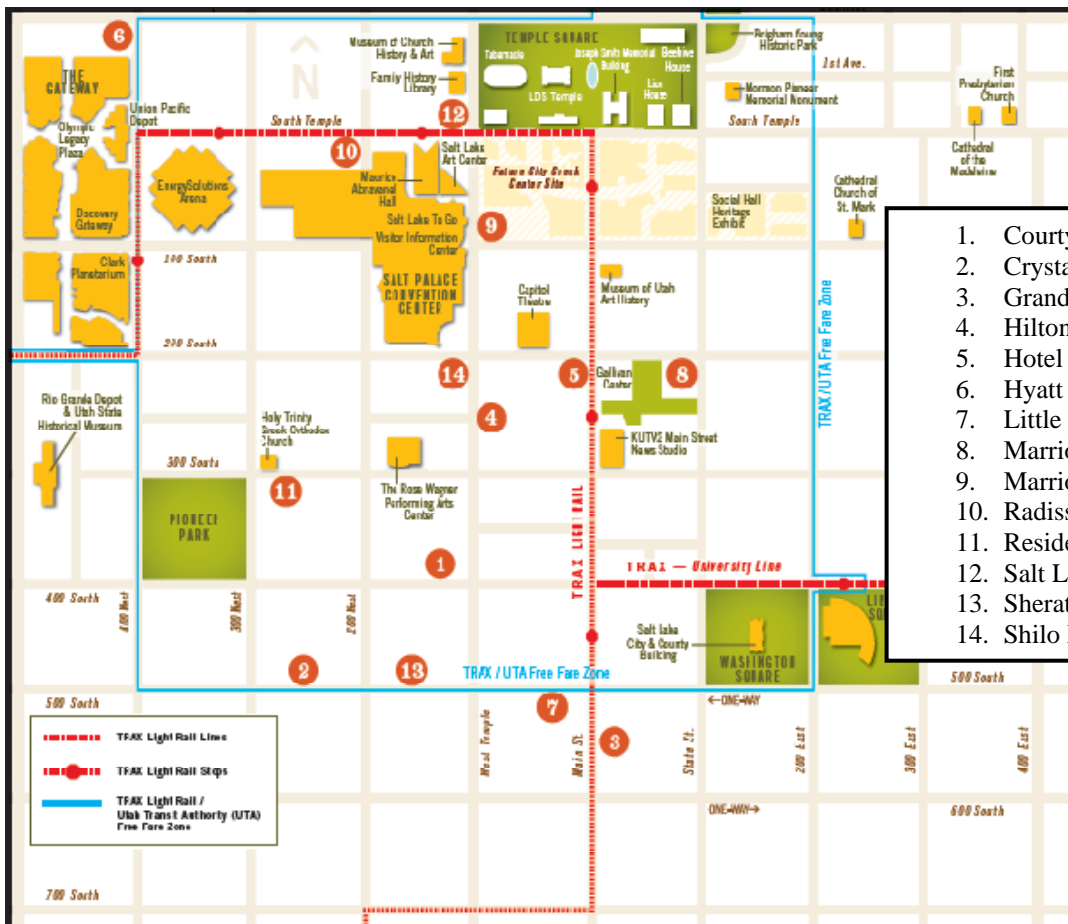 6
N
Museum of Church
History & Art
Family History
Library
12
TEMPLE SQUARE
Tabernacle
LDS Temple
Joseph Smith Memorial
Building
Beehive
House
Lion
House
Brigham Young
Historic Park
1st Ave.
Mormon Pioneer
Memorial Monument
South Temple
First
Presbyterian
Church
Cathedral
of the
Madeleine
THE
GATEWAY
Union Pacific
Depot
Olympic
Legacy
Plaza
South Temple
10
Salt Lake
Art Center
Maurice
Abravanel
Hall
Future City Creek
Center Site
EnergySolutions
Arena
Discovery
Gateway
Salt Lake To Go
Visitor Information
Center
9
Social Hall
Heritage
Exhibit
Cathedral
Church of
St. Mark
Clark
Planetarium
100 South
SALT PALACE
CONVENTION
CENTER
Capitol
Theatre
Museum of Utah
Art History
TRAX/UTA Free Fare Zone
200 South
14
5
Gallivan
Center
8
Rio Grande Depot
& Utah State
Historical Museum
Holy Trinity
Greek Orthodox
Church
4
KUTV2 Main Street
News Studio
300 South
11
The Rose Wagner
Performing Arts
Center
PIONEER
PARK
1
TRAX LIGHT RAIL
TRAX — University Line
400 South
400 West
300 West
200 West
Salt Lake
City & County
Building
WASHINGTON
SQUARE
2
13
TRAX / UTA Free Fare Zone
500 South
7
West Temple
Main St.
3
State St.
←ONE-WAY
200 East
300 East
400 East
500 South
ONE-WAY→
600 South
700 South
TRAX Light Rail Lines
TRAX Light Rail Stops
TRAX Light Rail /
Utah Transit Authority (UTA)
Free Fare Zone
1. Courty
2. Crysta
3. Grand
4. Hilton
5. Hotel
6. Hyatt
7. Little
8. Marrio
9. Marrio
10. Radiss
11. Reside
12. Salt L
13. Sherat
14. Shilo